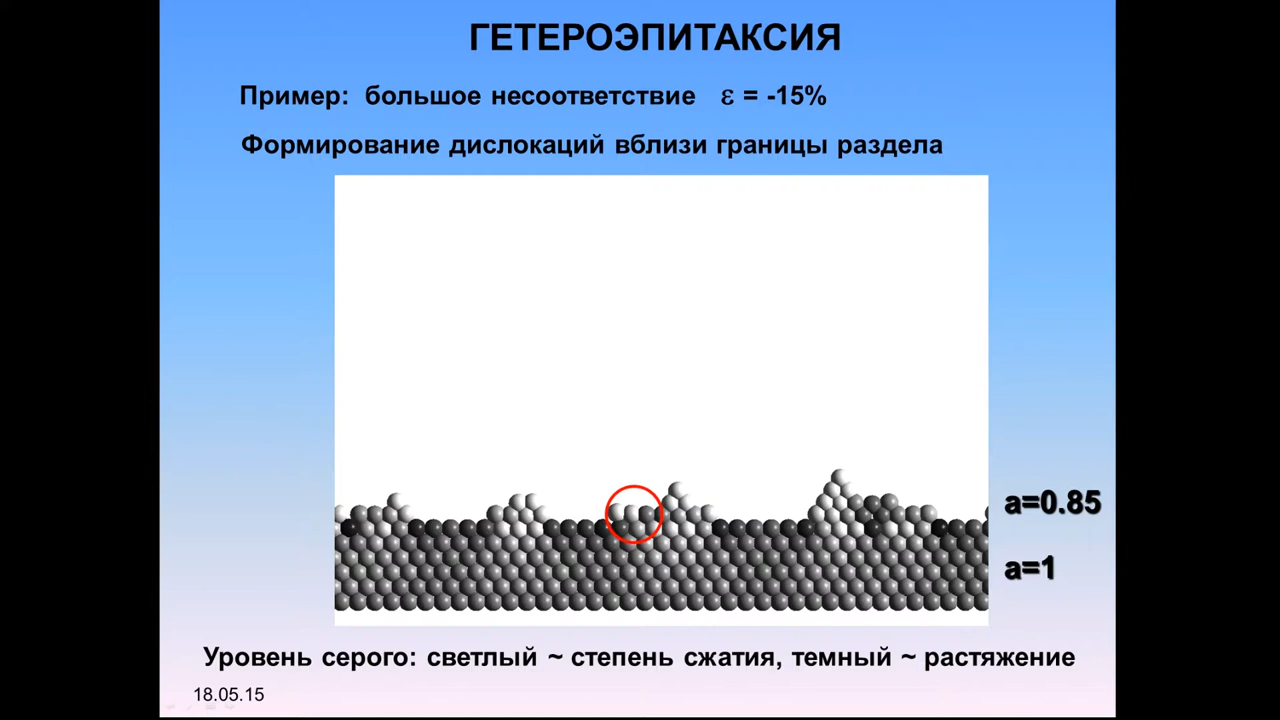 ГЕТЕРОЭПИТАКСИЯ
Пример: большое несоответствие ε = -15%
Формирование дислокаций вблизи границы раздела
a=0.85
a=1
Уровень серого: светлый ~ степень сжатия, темный ~ растяжение
18.05.15